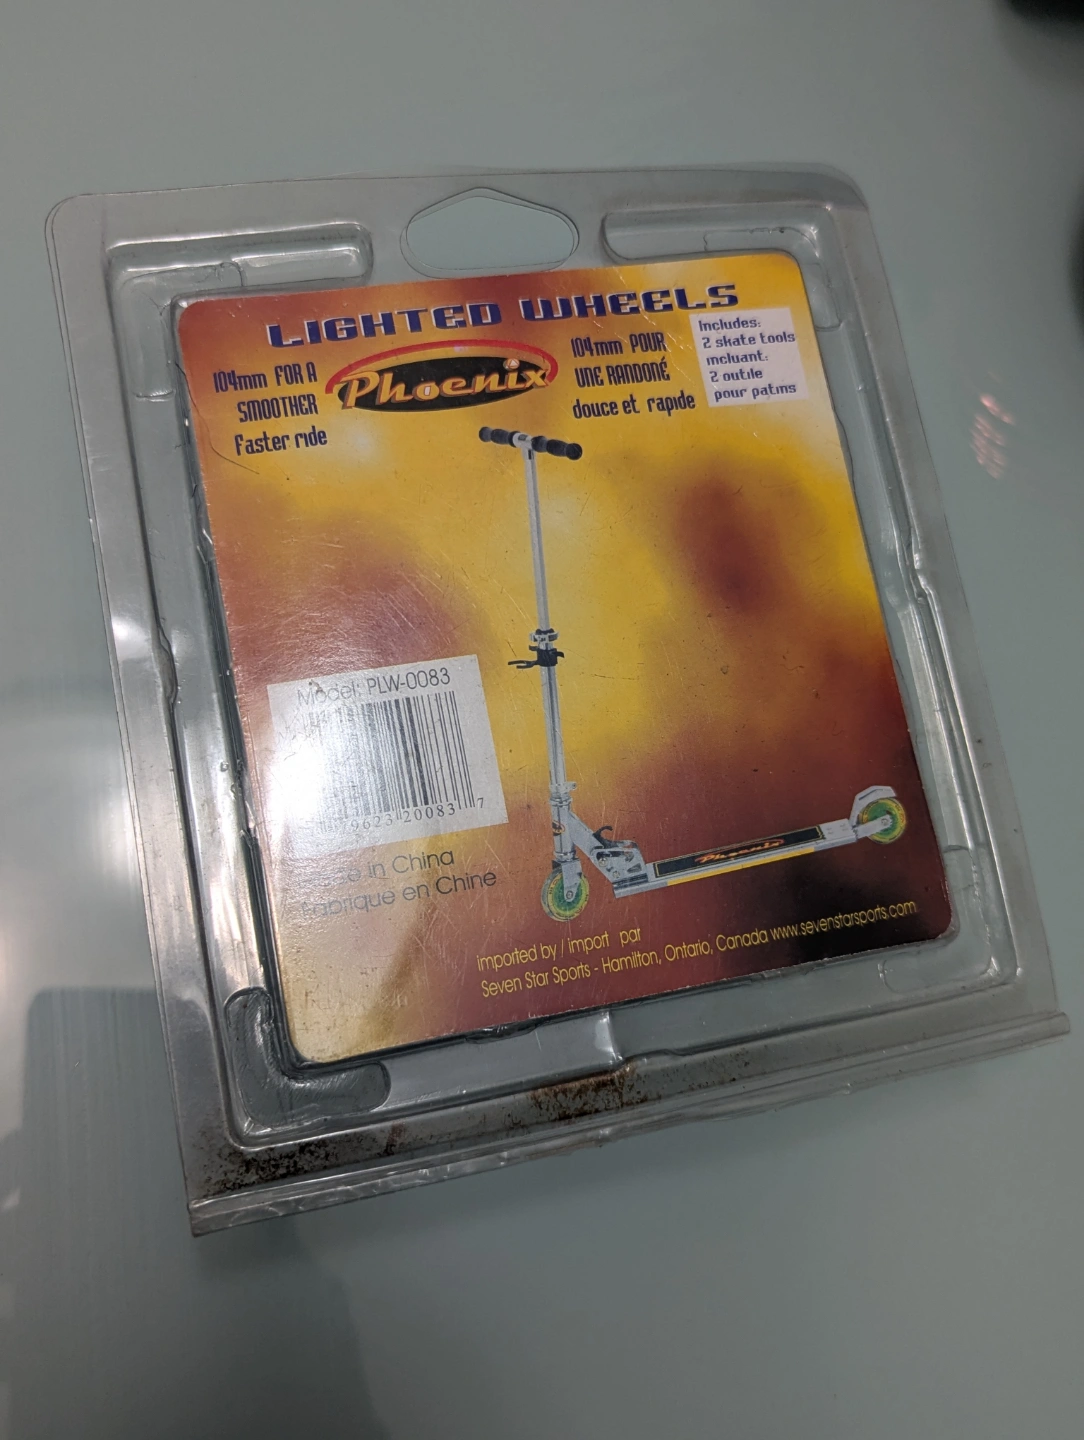 LIGHTED WHEELS
104mm FOR A
SMOOTHER
faster ride
Phoenix
104mm POUR
UNE RANDONÉ
douce et rapide
Includes:
2 skate tools
incluant:
2 outile
pour patins
Model: PLW-0083
79623 20083 7
in China
Fabrique en Chine
Phoenix
imported by / import par
Seven Star Sports - Hamilton, Ontario, Canada www.sevenstarsports.com